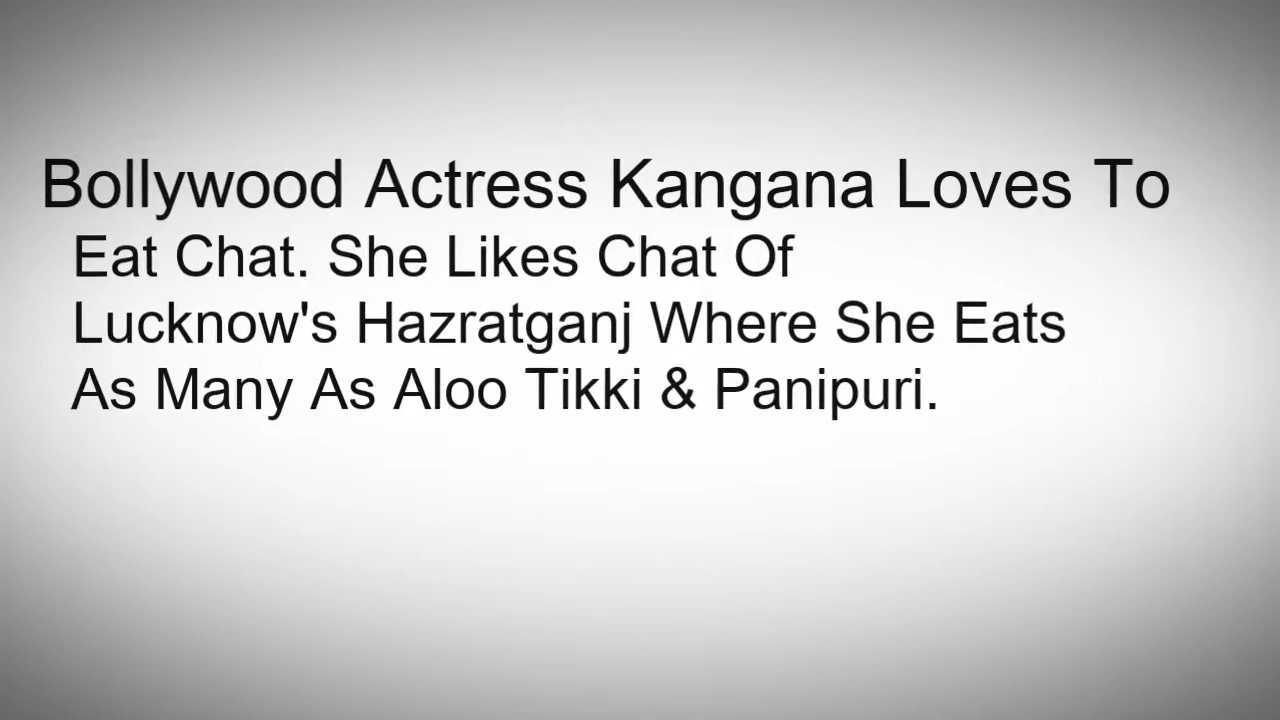 Bollywood Actress Kangana Loves To
Eat Chat. She Likes Chat Of
Lucknow's Hazratganj Where She Eats
As Many As Aloo Tikki & Panipuri.